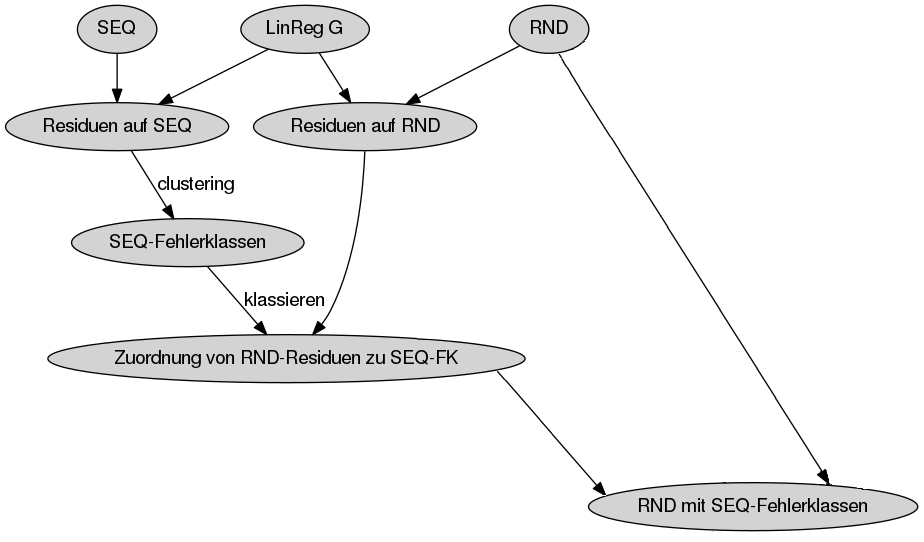 SEQ
LinReg G
RND
Residuen auf SEQ
Residuen auf RND
clustering
SEQ-Fehlerklassen
klassieren
Zuordnung von RND-Residuen zu SEQ-FK
RND mit SEQ-Fehlerklassen